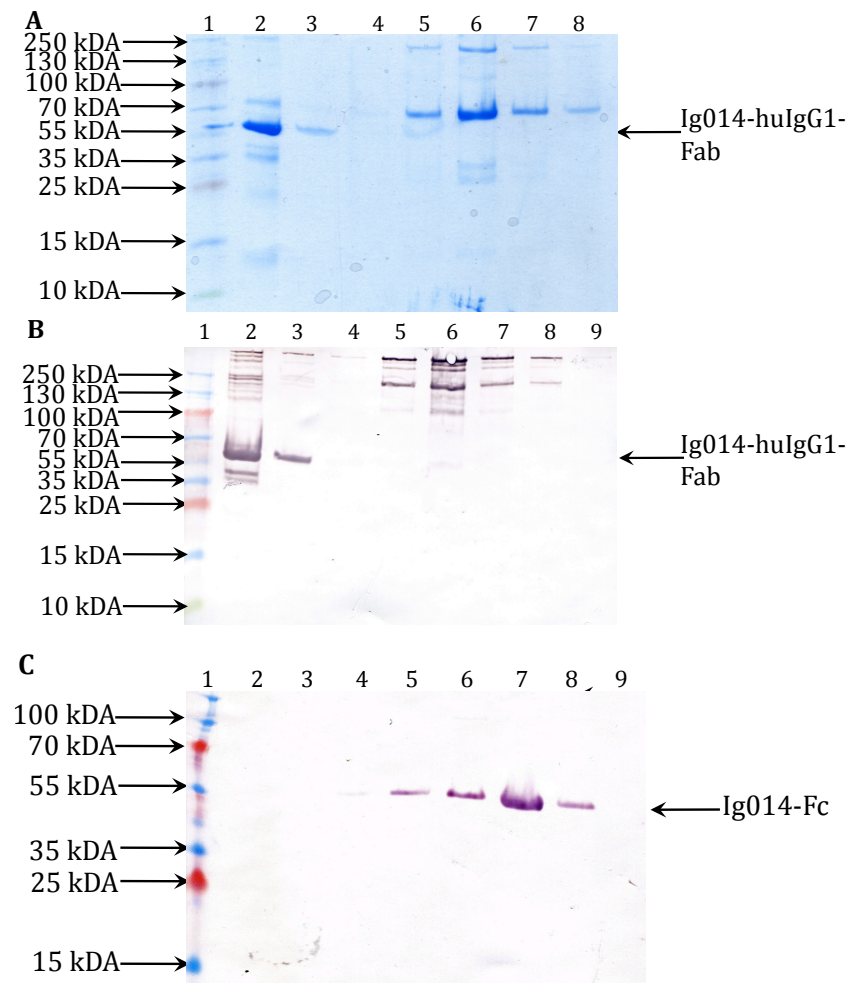 A
1 2 3 4 5 6 7 8
250 kDA
130 kDA
100 kDA
70 kDA
55 kDA
35 kDA
25 kDA
15 kDA
10 kDA
Ig014-huIgG1-
Fab
B
1 2 3 4 5 6 7 8 9
250 kDA
130 kDA
100 kDA
70 kDA
55 kDA
35 kDA
25 kDA
15 kDA
10 kDA
Ig014-huIgG1-
Fab
C
1 2 3 4 5 6 7 8 9
100 kDA
70 kDA
55 kDA
35 kDA
25 kDA
15 kDA
Ig014-Fc